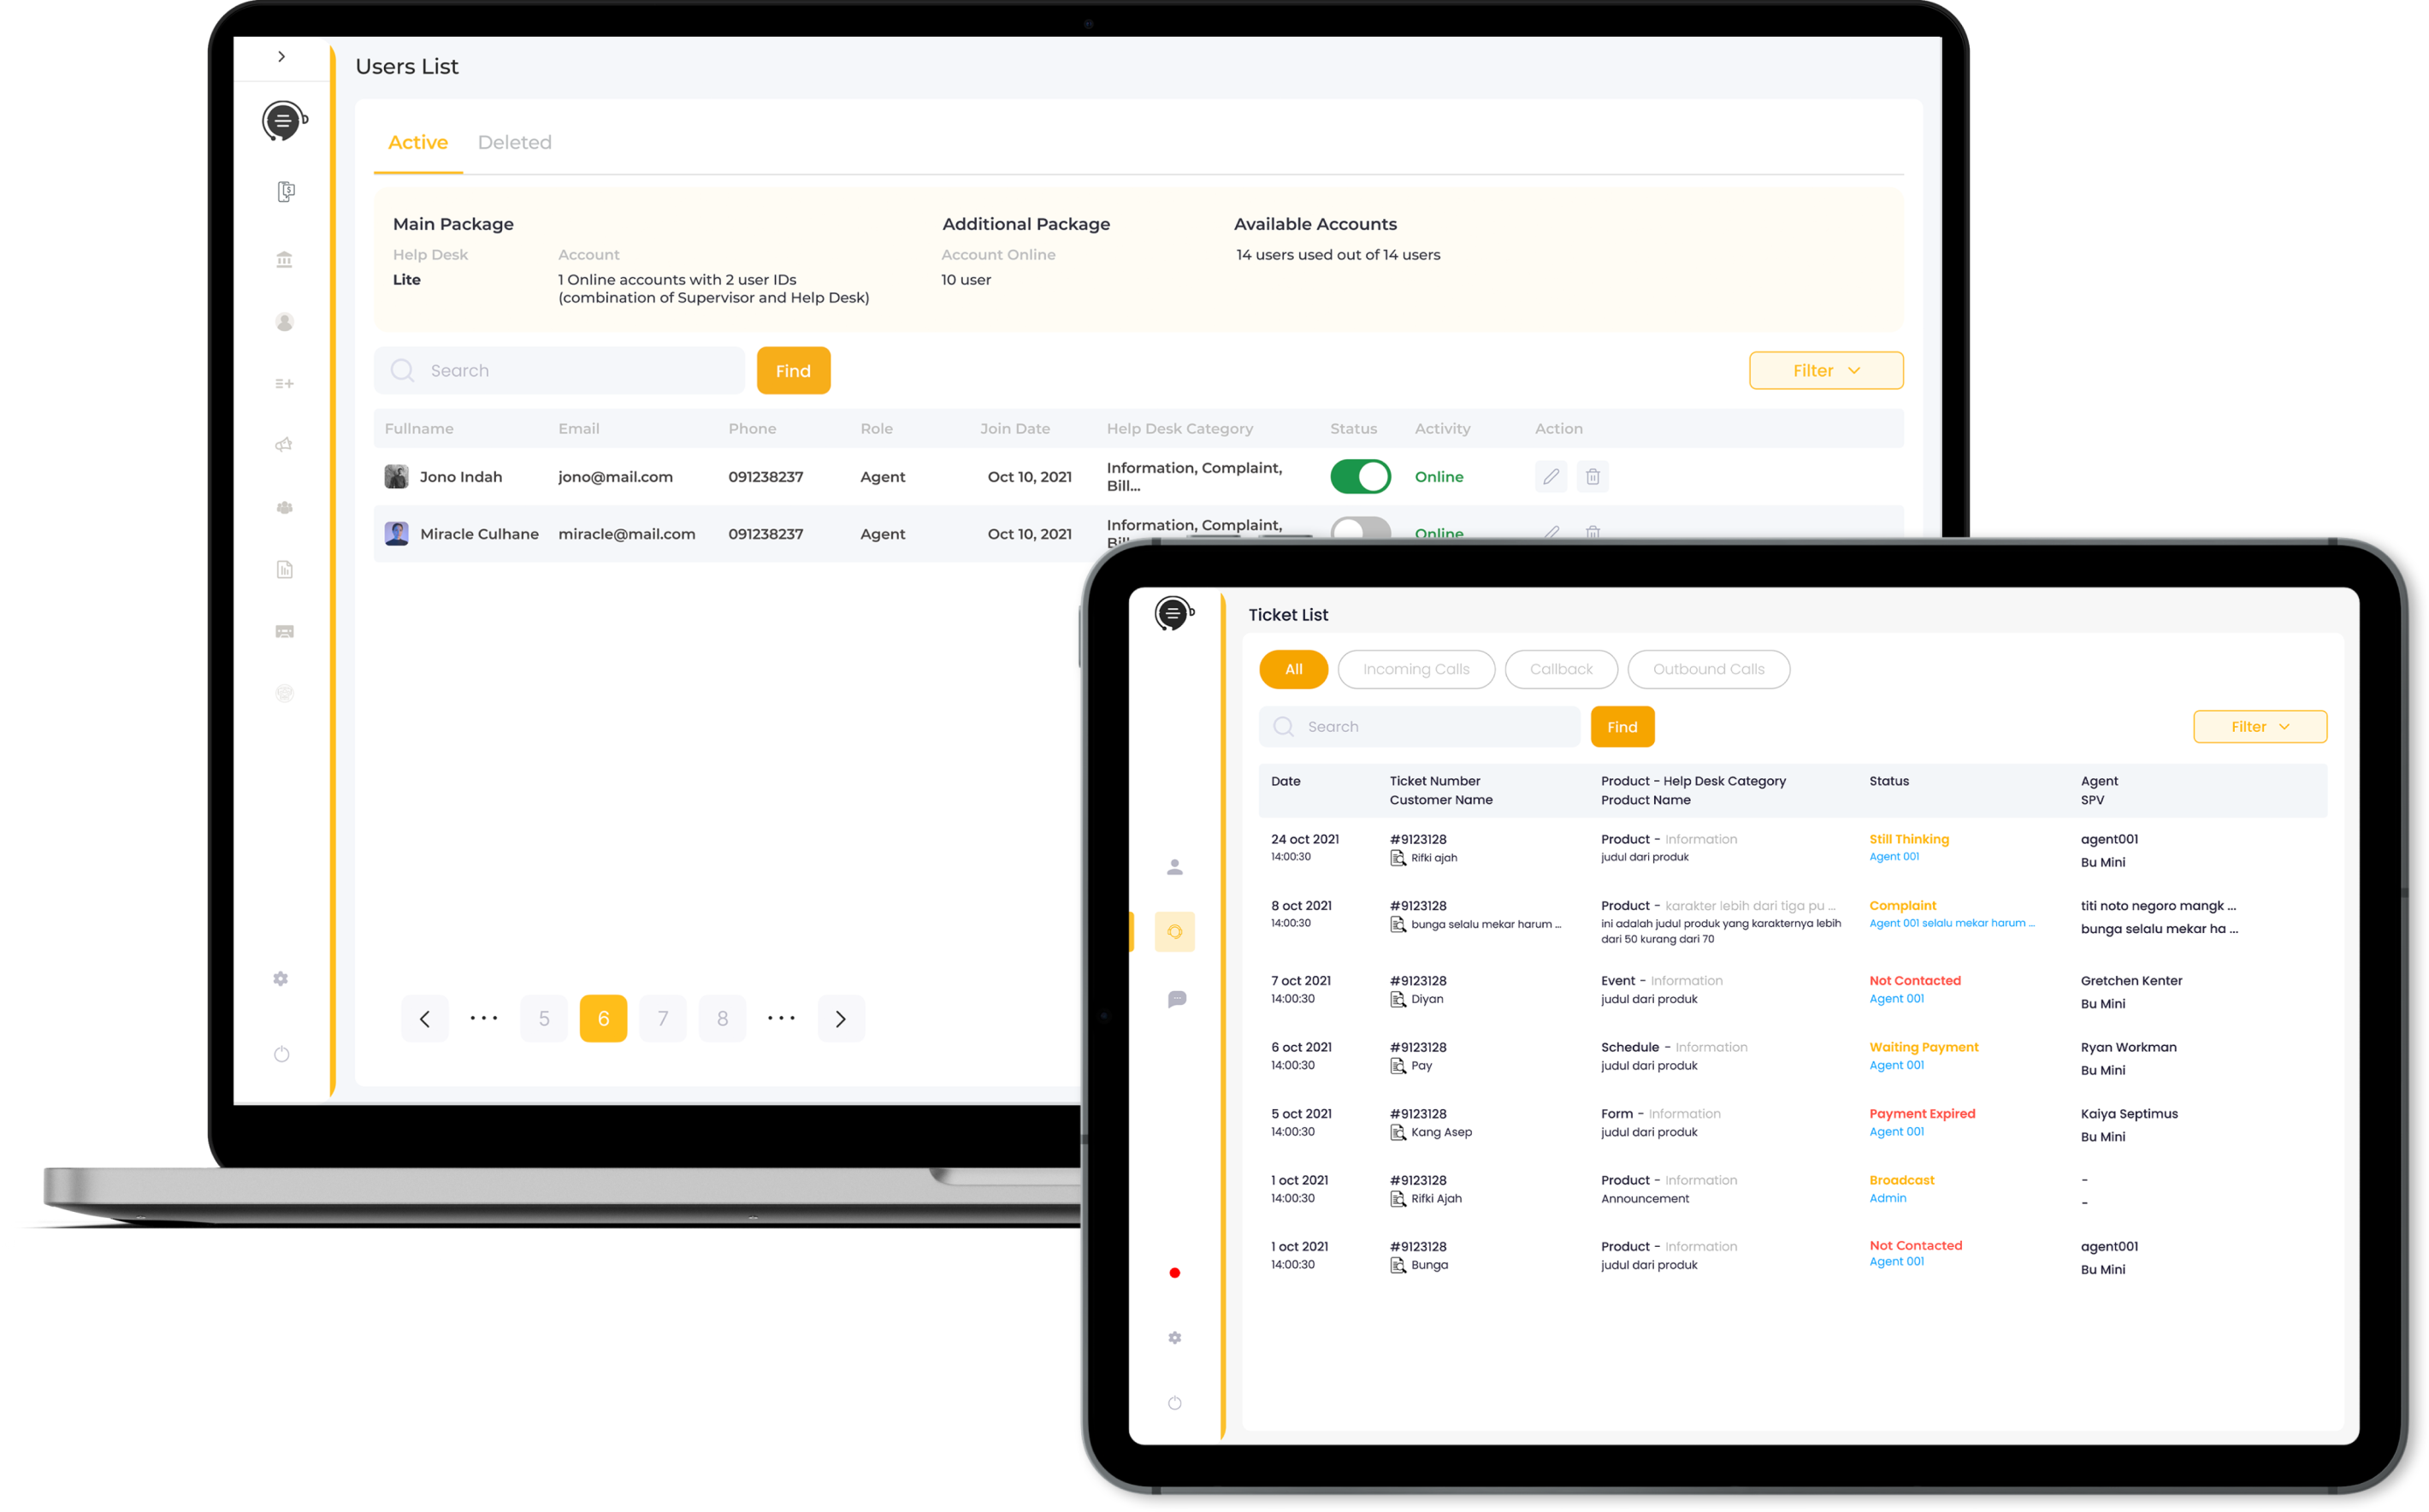 Users List
Active Deleted
Main Package Additional Package Available Accounts
Help Desk Account Account Online 14 users used out of 14 users
Lite 1 Online accounts with 2 user IDs 10 user
(combination of Supervisor and Help Desk)
Search Find Filter
Fullname Email Phone Role Join Date Help Desk Category Status Activity Action
Jono Indah jono@mail.com 091238237 Agent Oct 10, 2021 Information, Complaint, Online
Bill...
Miracle Culhane miracle@mail.com 091238237 Agent Oct 10, 2021 Information, Complaint, Online
... 5 6 7 8 ...
Ticket List
All Incoming Calls Callback Outbound Calls
Search Find Filter
Date Ticket Number Product - Help Desk Category Status Agent
Customer Name Product Name SPV
24 oct 2021 #9123128 Product - Information Still Thinking agent001
14:00:30 Rifki ajah judul dari produk Agent 001 Bu Mini
8 oct 2021 #9123128 Product - karakter lebih dari tiga pu ... Complaint titi noto negoro mangk ...
14:00:30 bunga selalu mekar harum ... ini adalah judul produk yang karakternya lebih Agent 001 selalu mekar harum ... bunga selalu mekar ha ...
dari 50 kurang dari 70
7 oct 2021 #9123128 Event - Information Not Contacted Gretchen Kenter
14:00:30 Diyan judul dari produk Agent 001 Bu Mini
6 oct 2021 #9123128 Schedule - Information Waiting Payment Ryan Workman
14:00:30 Pay judul dari produk Agent 001 Bu Mini
5 oct 2021 #9123128 Form - Information Payment Expired Kaiya Septimus
14:00:30 Kang Asep judul dari produk Agent 001 Bu Mini
1 oct 2021 #9123128 Product - Information Broadcast -
14:00:30 Rifki Ajah Announcement Admin -
1 oct 2021 #9123128 Product - Information Not Contacted agent001
14:00:30 Bunga judul dari produk Agent 001 Bu Mini